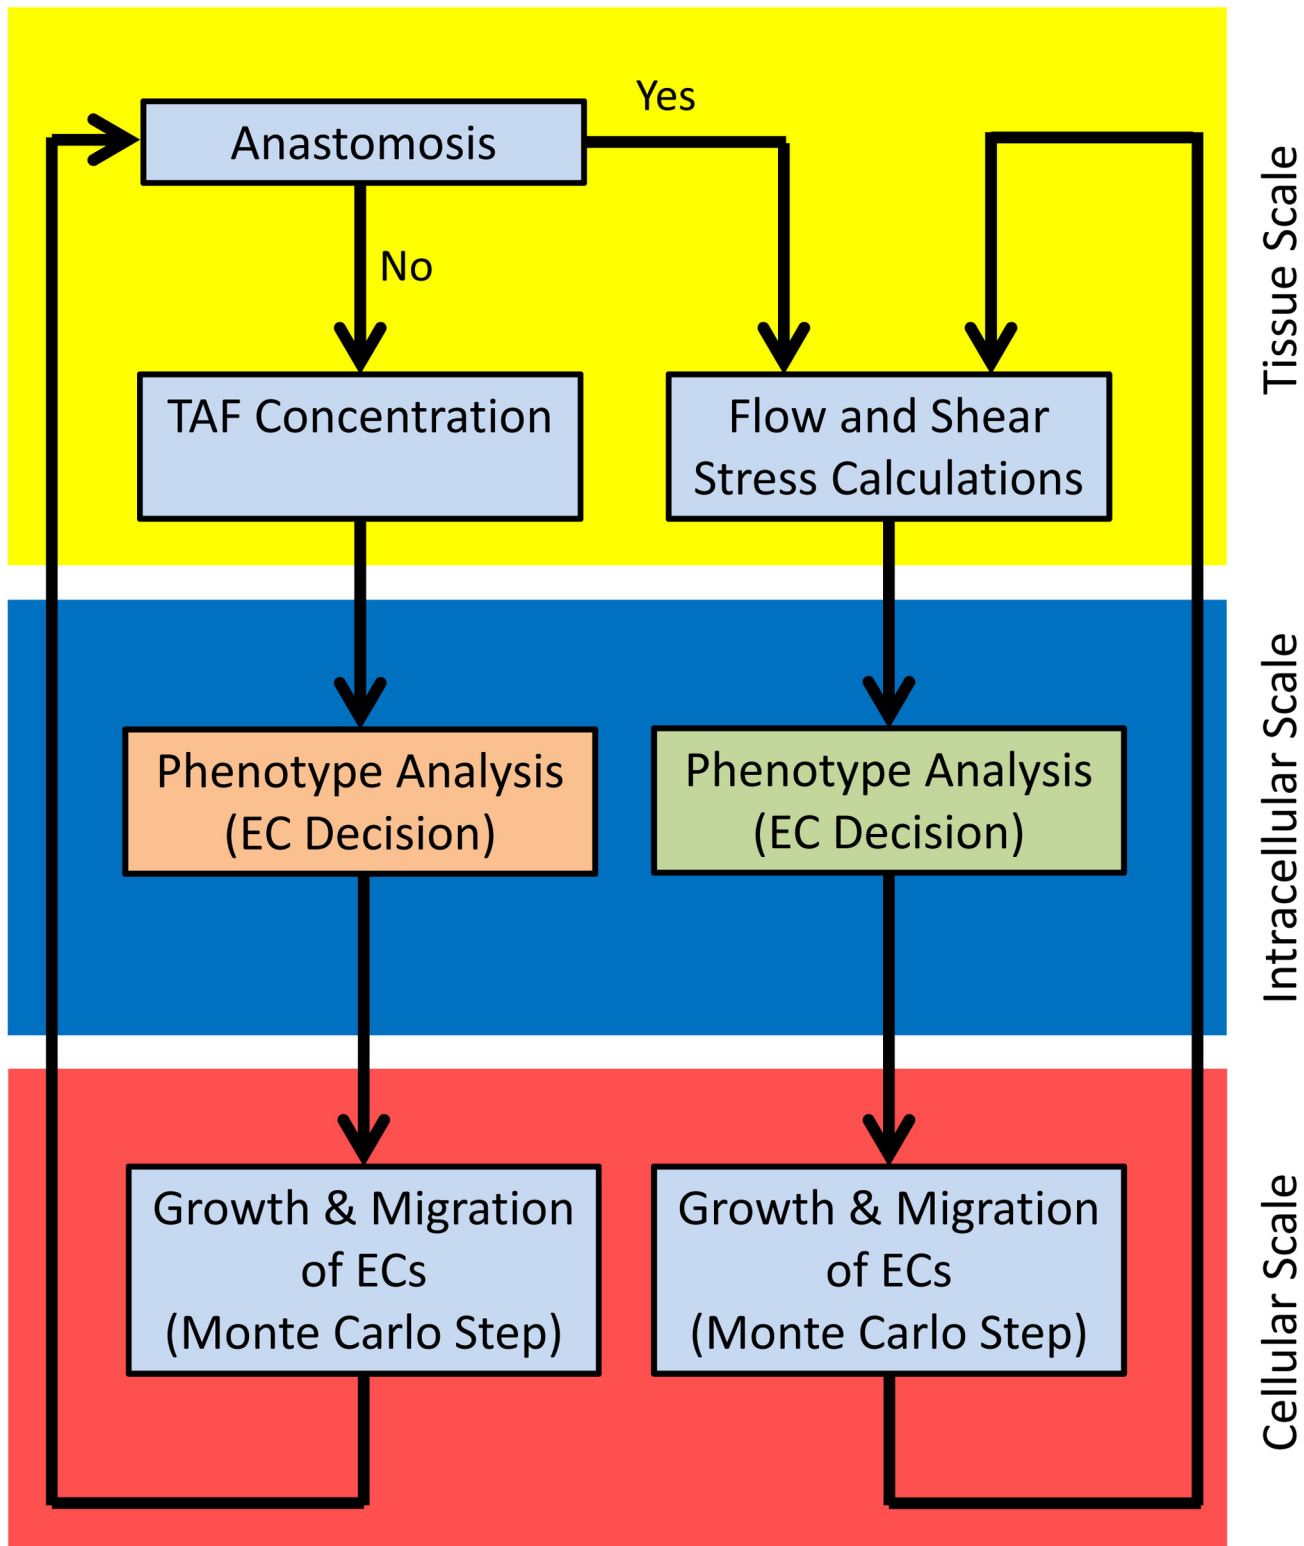 Yes
Anastomosis
No
TAF Concentration
Flow and Shear
Stress Calculations
Tissue Scale
Phenotype Analysis
(EC Decision)
Phenotype Analysis
(EC Decision)
Intracellular Scale
Growth & Migration
of ECs
(Monte Carlo Step)
Growth & Migration
of ECs
(Monte Carlo Step)
Cellular Scale